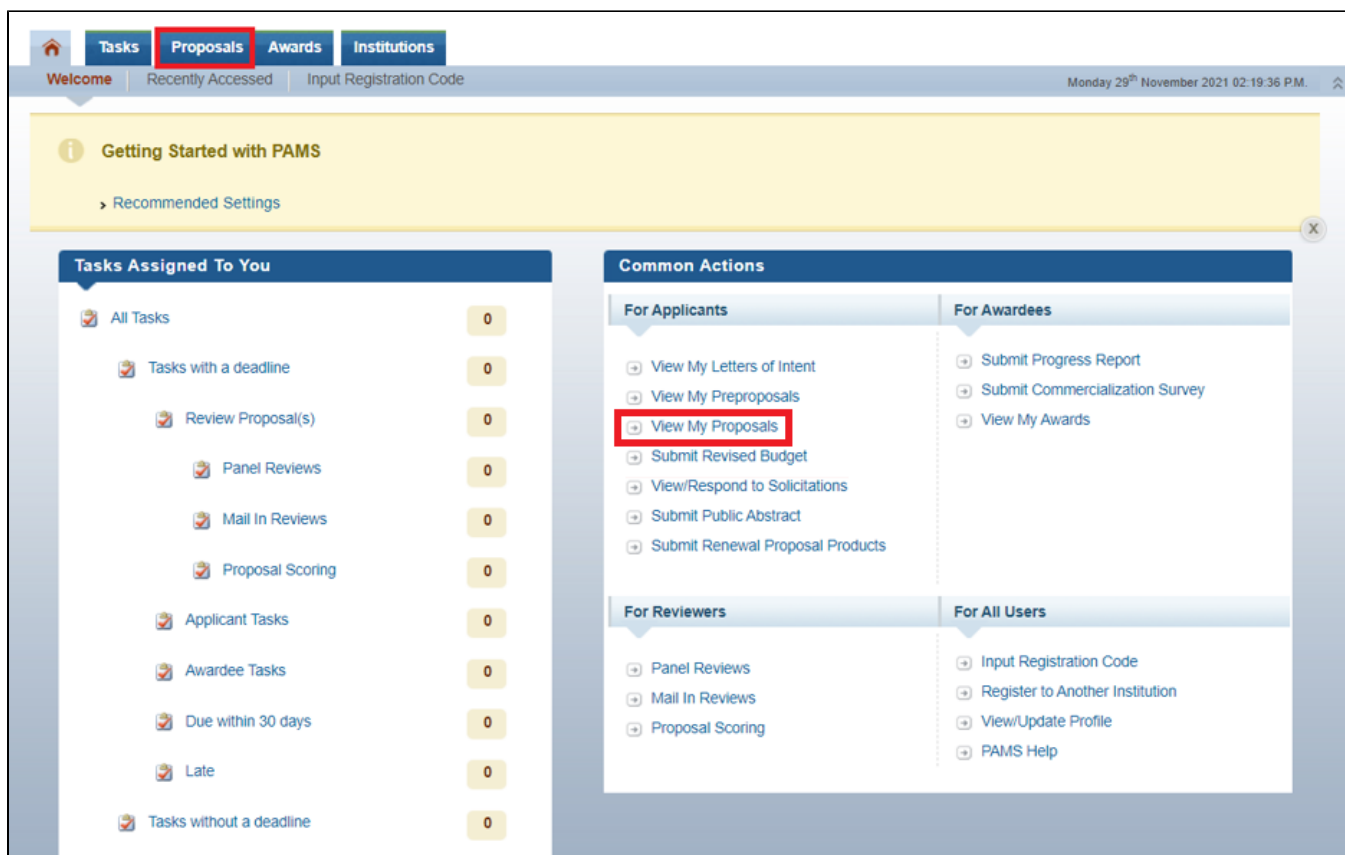 Tasks Proposals Awards Institutions
Welcome Recently Accessed Input Registration Code Monday 29th November 2021 02:19:36 P.M.
i Getting Started with PAMS
Recommended Settings
X
Tasks Assigned To You
All Tasks 0
Tasks with a deadline 0
Review Proposal(s) 0
Panel Reviews 0
Mail In Reviews 0
Proposal Scoring 0
Applicant Tasks 0
Awardee Tasks 0
Due within 30 days 0
Late 0
Tasks without a deadline 0
Common Actions
For Applicants
View My Letters of Intent
View My Preproposals
View My Proposals
Submit Revised Budget
View/Respond to Solicitations
Submit Public Abstract
Submit Renewal Proposal Products
For Awardees
Submit Progress Report
Submit Commercialization Survey
View My Awards
For Reviewers
Panel Reviews
Mail In Reviews
Proposal Scoring
For All Users
Input Registration Code
Register to Another Institution
View/Update Profile
PAMS Help